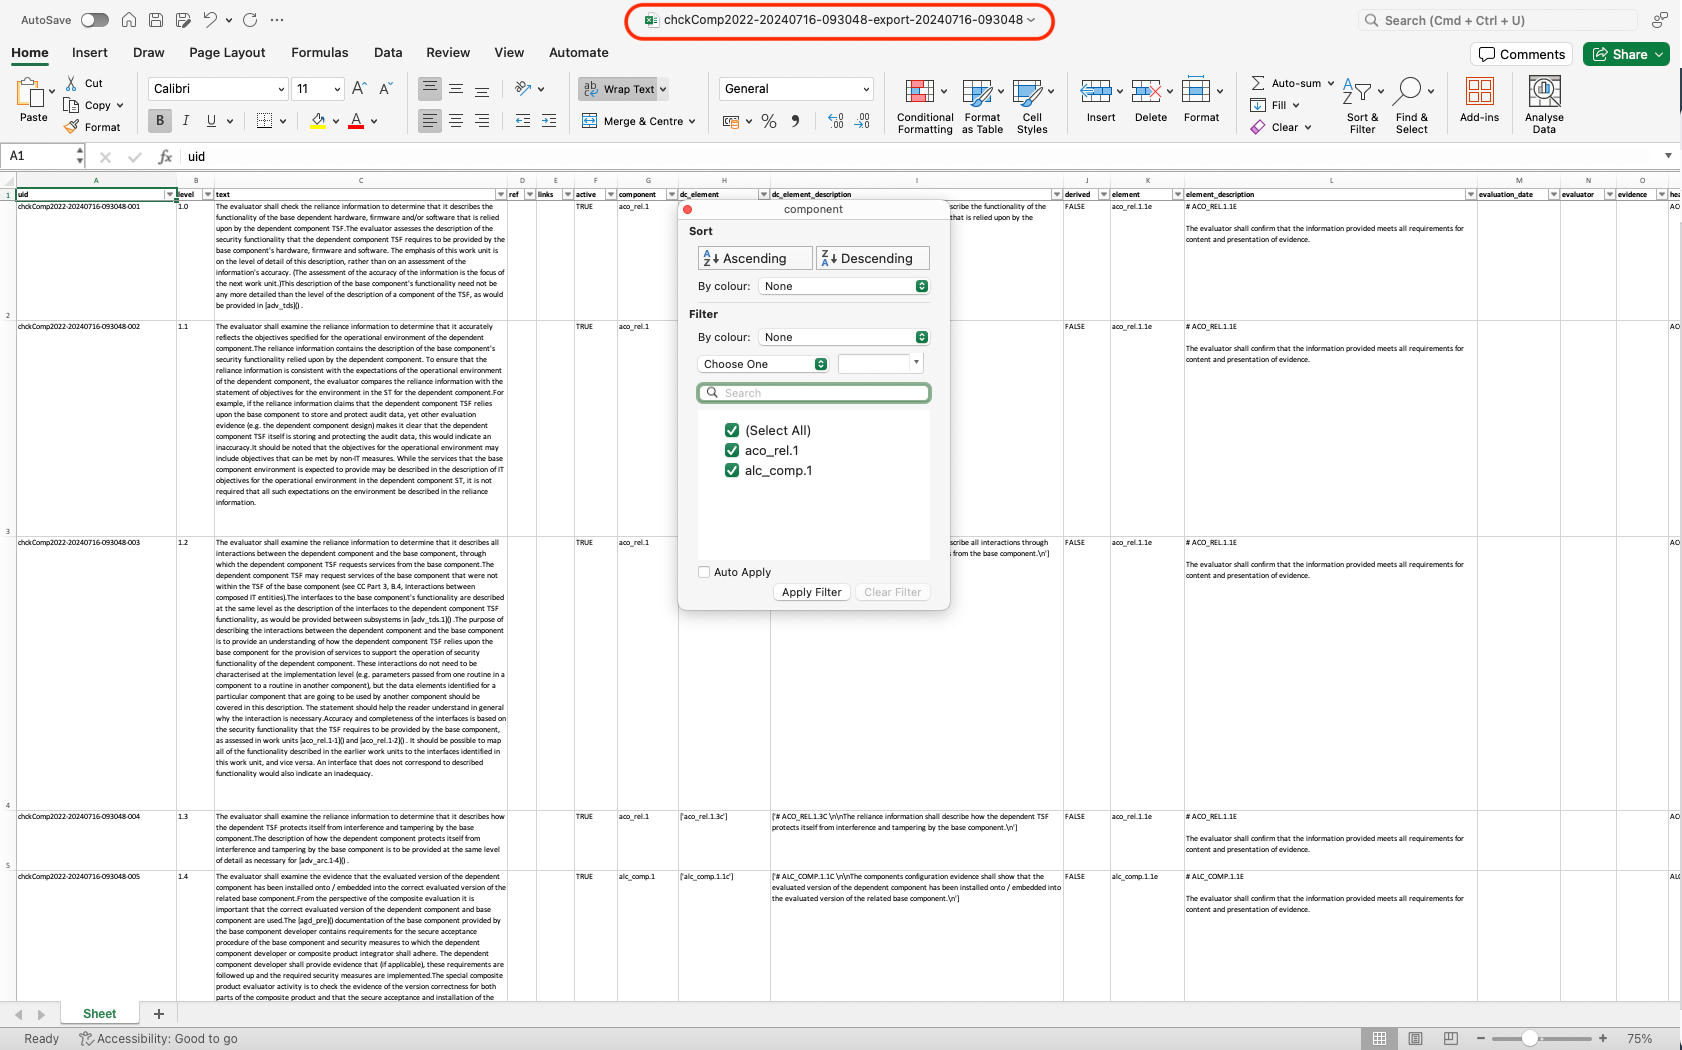 AutoSave
chckComp2022-20240716-093048-export-20240716-093048
Search (Cmd + Ctrl + U)
Home Insert Draw Page Layout Formulas Data Review View Automate
Comments Share
Paste
Cut
Copy
Format
Calibri 11
B I U
Wrap Text
Merge & Centre
General
Conditional Formatting
Format as Table
Cell Styles
Insert
Delete
Format
Auto-sum
Fill
Clear
Sort & Filter
Find & Select
Add-ins
Analyse Data
A1 fx uid
A B C D E F G H I J K L M N O
1 uid level text ref links active component dc_element dc_element_description derived element element_description evaluation_date evaluator evidence hea
chckComp2022-20240716-093048-001 1.0
The evaluator shall check the reliance information to determine that it describes the
functionality of the base dependent hardware, firmware and/or software that is relied
upon by the dependent component TSF.The evaluator assesses the description of the
security functionality that the dependent component TSF requires to be provided by the
base component's hardware, firmware and software. The emphasis of this work unit is
on the level of detail of this description, rather than on an assessment of the
information's accuracy. (The assessment of the accuracy of the information is the focus of
the next work unit.)This description of the base component's functionality need not be
any more detailed than the level of the description of a component of the TSF, as would
be provided in [adv_tds]() .
TRUE aco_rel.1
scribe the functionality of the
that is relied upon by the
FALSE aco_rel.1.1e
# ACO_REL.1.1E
The evaluator shall confirm that the information provided meets all requirements for
content and presentation of evidence.
AC
2
chckComp2022-20240716-093048-002 1.1
The evaluator shall examine the reliance information to determine that it accurately
reflects the objectives specified for the operational environment of the dependent
component.The reliance information contains the description of the base component's
security functionality relied upon by the dependent component. To ensure that the
reliance information is consistent with the expectations of the operational environment
of the dependent component, the evaluator compares the reliance information with the
statement of objectives for the environment in the ST for the dependent component.For
example, if the reliance information claims that the dependent component TSF relies
upon the base component to store and protect audit data, yet other evaluation
evidence (e.g. the dependent component design) makes it clear that the dependent
component TSF itself is storing and protecting the audit data, this would indicate an
inaccuracy.It should be noted that the objectives for the operational environment may
include objectives that can be met by non-IT measures. While the services that the base
component environment is expected to provide may be described in the description of IT
objectives for the operational environment in the dependent component ST, it is not
required that all such expectations on the environment be described in the reliance
information.
TRUE aco_rel.1
FALSE aco_rel.1.1e
# ACO_REL.1.1E
The evaluator shall confirm that the information provided meets all requirements for
content and presentation of evidence.
AC
3
chckComp2022-20240716-093048-003 1.2
The evaluator shall examine the reliance information to determine that it describes all
interactions between the dependent component and the base component, through
which the dependent component TSF requests services from the base component.The
dependent component TSF may request services of the base component that were not
within the TSF of the base component (see CC Part 3, B.4, Interactions between
composed IT entities).The interfaces to the base component's functionality are described
at the same level as the description of the interfaces to the dependent component TSF
functionality, as would be provided between subsystems in [adv_tds.1]() .The purpose of
describing the interactions between the dependent component and the base component
is to provide an understanding of how the dependent component TSF relies upon the
base component for the provision of services to support the operation of security
functionality of the dependent component. These interactions do not need to be
characterised at the implementation level (e.g. parameters passed from one routine in a
component to a routine in another component), but the data elements identified for a
particular component that are going to be used by another component should be
covered in this description. The statement should help the reader understand in general
why the interaction is necessary.Accuracy and completeness of the interfaces is based on
the security functionality that the TSF requires to be provided by the base component,
as assessed in work units [aco_rel.1-1]() and [aco_rel.1-2]() . It should be possible to map
all of the functionality described in the earlier work units to the interfaces identified in
this work unit, and vice versa. An interface that does not correspond to described
functionality would also indicate an inadequacy.
TRUE aco_rel.1
scribe all interactions through
s from the base component.\n']
FALSE aco_rel.1.1e
# ACO_REL.1.1E
The evaluator shall confirm that the information provided meets all requirements for
content and presentation of evidence.
AC
4
chckComp2022-20240716-093048-004 1.3
The evaluator shall examine the reliance information to determine that it describes how
the dependent TSF protects itself from interference and tampering by the base
component.The description of how the dependent component protects itself from
interference and tampering by the base component is to be provided at the same level
of detail as necessary for [adv_arc.1-4]() .
TRUE aco_rel.1 ['aco_rel.1.3c']
['# ACO_REL.1.3C \n\nThe reliance information shall describe how the dependent TSF
protects itself from interference and tampering by the base component.\n']
FALSE aco_rel.1.1e
# ACO_REL.1.1E
The evaluator shall confirm that the information provided meets all requirements for
content and presentation of evidence.
AC
5
chckComp2022-20240716-093048-005 1.4
The evaluator shall examine the evidence that the evaluated version of the dependent
component has been installed onto / embedded into the correct evaluated version of the
related base component.From the perspective of the composite evaluation it is
important that the correct evaluated version of the dependent component and base
component are used.The [agd_pre]() documentation of the base component provided by
the base component developer contains requirements for the secure acceptance
procedure of the base component and security measures to which the dependent
component developer or composite product integrator shall adhere. The dependent
component developer shall provide evidence that (if applicable), these requirements are
followed up and the required security measures are implemented.The special composite
product evaluator activity is to check the evidence of the version correctness for both
parts of the composite product and that the secure acceptance and installation of the
TRUE alc_comp.1 ['alc_comp.1.1c']
['# ALC_COMP.1.1C \n\nThe components configuration evidence shall show that the
evaluated version of the dependent component has been installed onto / embedded into
the evaluated version of the related base component.\n']
FALSE alc_comp.1.1e
# ALC_COMP.1.1E
The evaluator shall confirm that the information provided meets all requirements for
content and presentation of evidence.
ALC
component
Sort
Ascending Descending
By colour: None
Filter
By colour: None
Choose One
Search
(Select All)
aco_rel.1
alc_comp.1
Auto Apply
Apply Filter Clear Filter
Sheet
Ready Accessibility: Good to go
75%